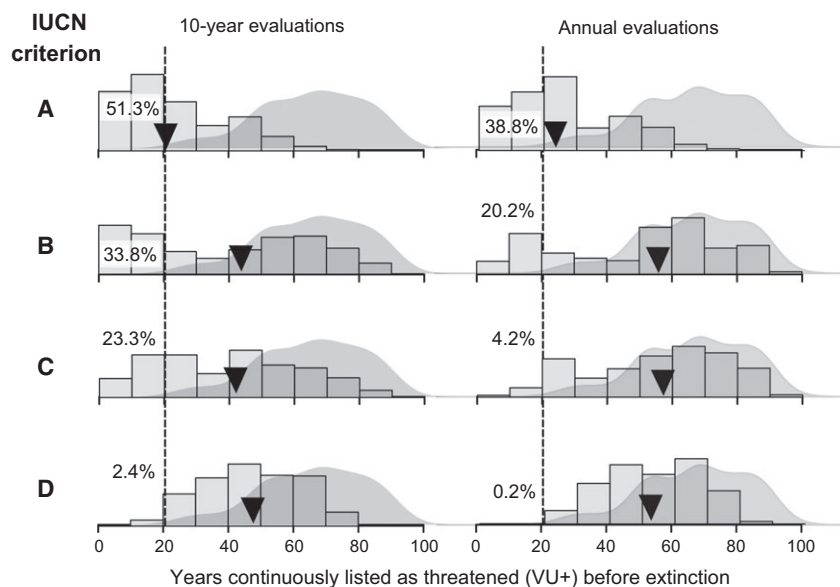 IUCN
criterion
10-year evaluations
Annual evaluations
A
51.3%
38.8%
B
33.8%
20.2%
C
23.3%
4.2%
D
2.4%
0.2%
0 20 40 60 80 100 0 20 40 60 80 100
Years continuously listed as threatened (VU+) before extinction